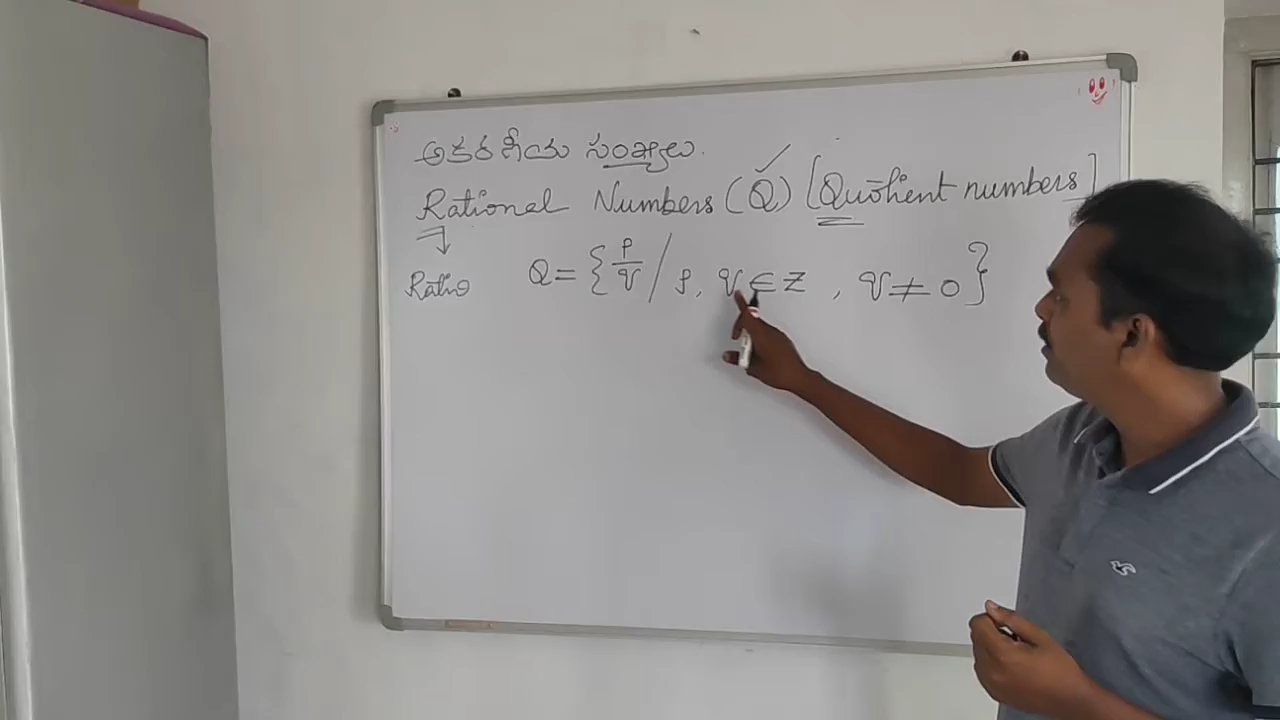 అకరణీయ సంఖ్యలు.
Rational Numbers (Q) ✓ [Quotient numbers]
↓
Ratio Q = { p/q / p, q ∈ Z , q ≠ 0 }